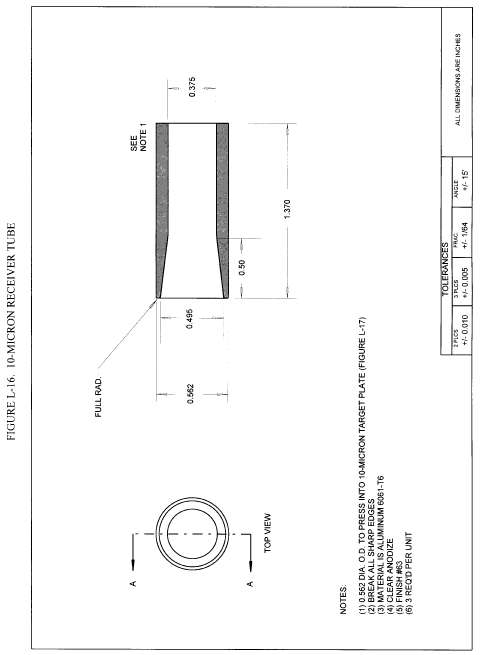 FIGURE L-16. 10-MICRON RECEIVER TUBE
A
A
TOP VIEW
FULL RAD.
0.562
0.495
0.50
1.370
SEE
NOTE 1
0.375
NOTES:
(1) 0.562 DIA. O.D. TO PRESS INTO 10-MICRON TARGET PLATE (FIGURE L-17)
(2) BREAK ALL SHARP EDGES
(3) MATERIAL IS ALUMINUM 6061-T6
(4) CLEAR ANODIZE
(5) FINISH #63
(6) 3 REQ'D PER UNIT
TOLERANCES
2 PLCS 3 PLCS FRAC. ANGLE
+/- 0.010 +/- 0.005 +/- 1/64 +/- 15'
ALL DIMENSIONS ARE INCHES